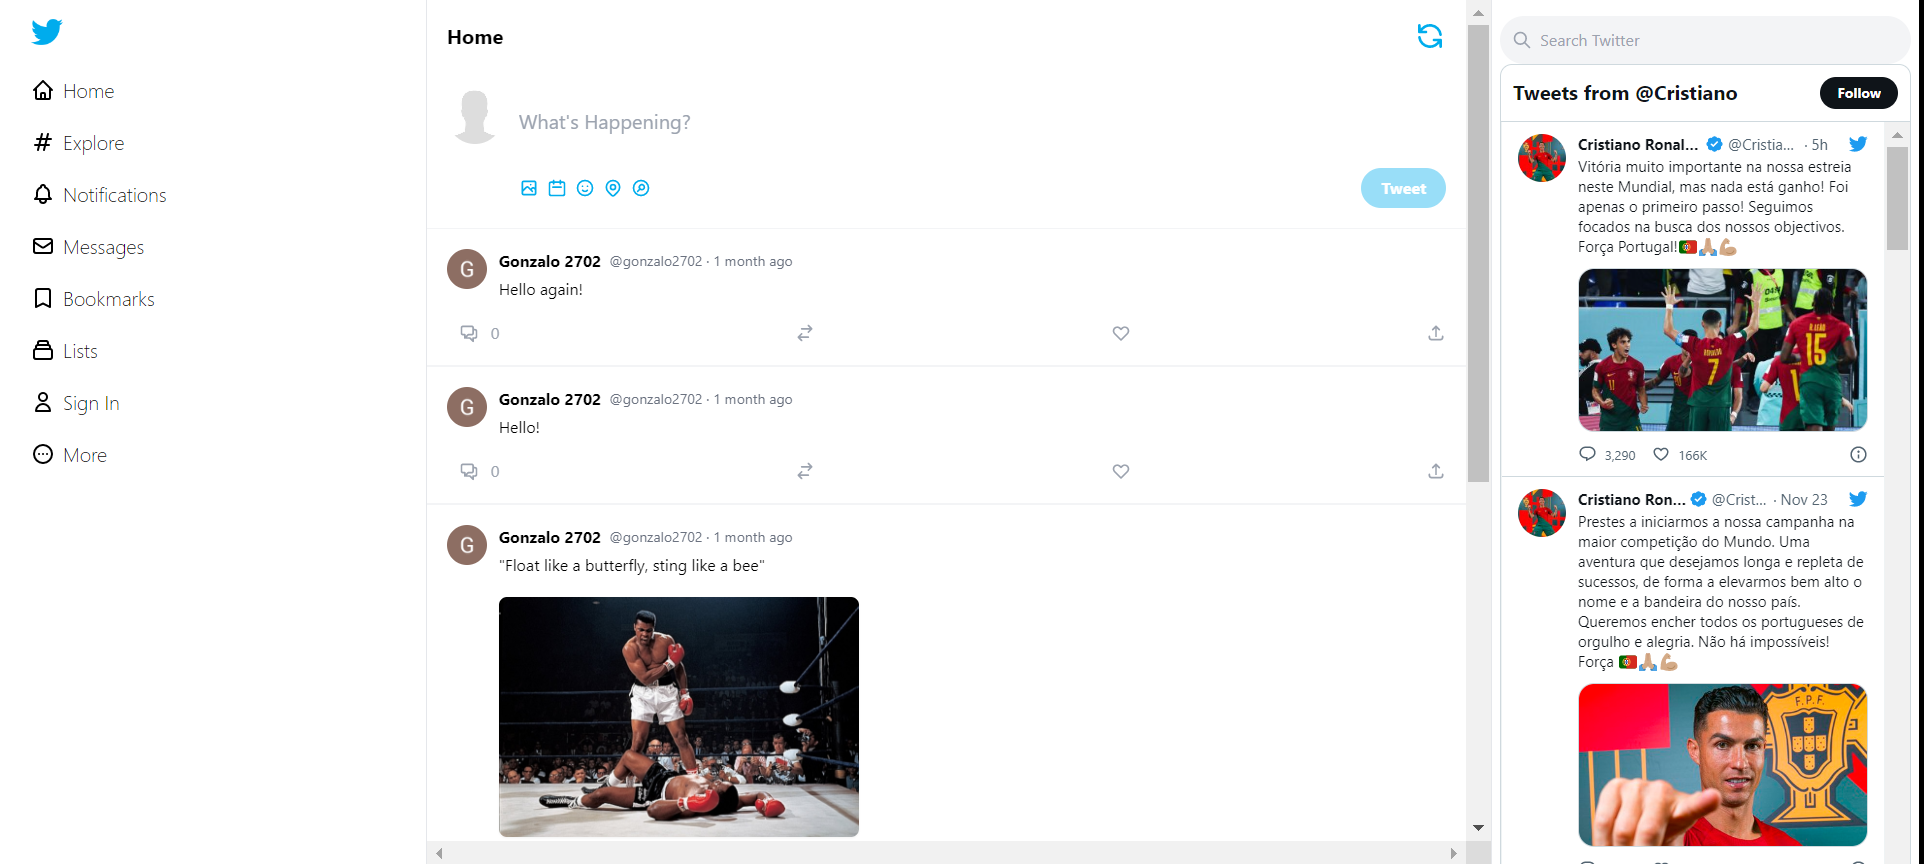 Home
Explore
Notifications
Messages
Bookmarks
Lists
Sign In
More
Home
What's Happening?
Tweet
G
Gonzalo 2702 @gonzalo2702 · 1 month ago
Hello again!
0
G
Gonzalo 2702 @gonzalo2702 · 1 month ago
Hello!
0
G
Gonzalo 2702 @gonzalo2702 · 1 month ago
"Float like a butterfly, sting like a bee"
Search Twitter
Tweets from @Cristiano
Follow
Cristiano Ronal... @Cristia... · 5h
Vitória muito importante na nossa estreia
neste Mundial, mas nada está ganho! Foi
apenas o primeiro passo! Seguimos
focados na busca dos nossos objectivos.
Força Portugal!🇵🇹🙏🏼💪🏼
11
RONALDO
7
R.LEÃO
15
3,290
166K
Cristiano Ron... @Crist... · Nov 23
Prestes a iniciarmos a nossa campanha na
maior competição do Mundo. Uma
aventura que desejamos longa e repleta de
sucessos, de forma a elevarmos bem alto o
nome e a bandeira do nosso país.
Queremos encher todos os portugueses de
orgulho e alegria. Não há impossíveis!
Força 🇵🇹🙏🏼💪🏼
F.P.F.